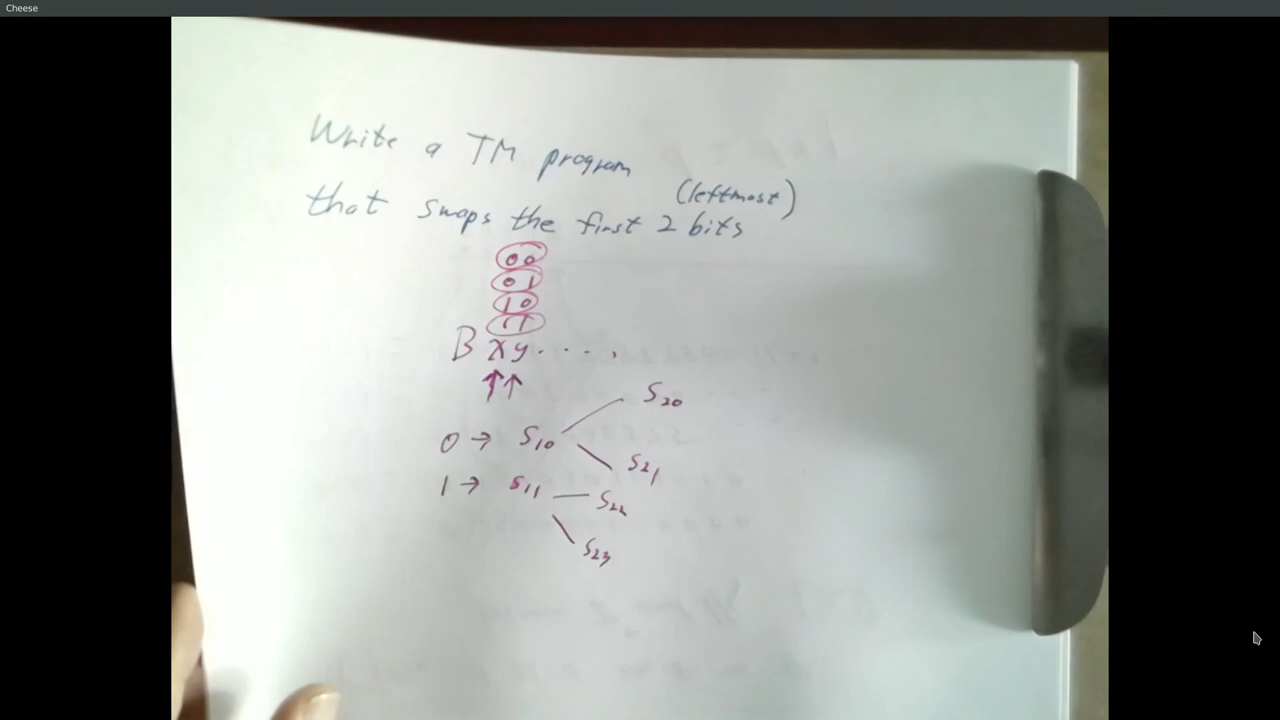 Cheese
Write a TM program
that swaps the first (leftmost) 2 bits
00
01
10
11
B x y . . . . .
↑↑
0 → S10
S20
S21
1 → S11
S22
S23